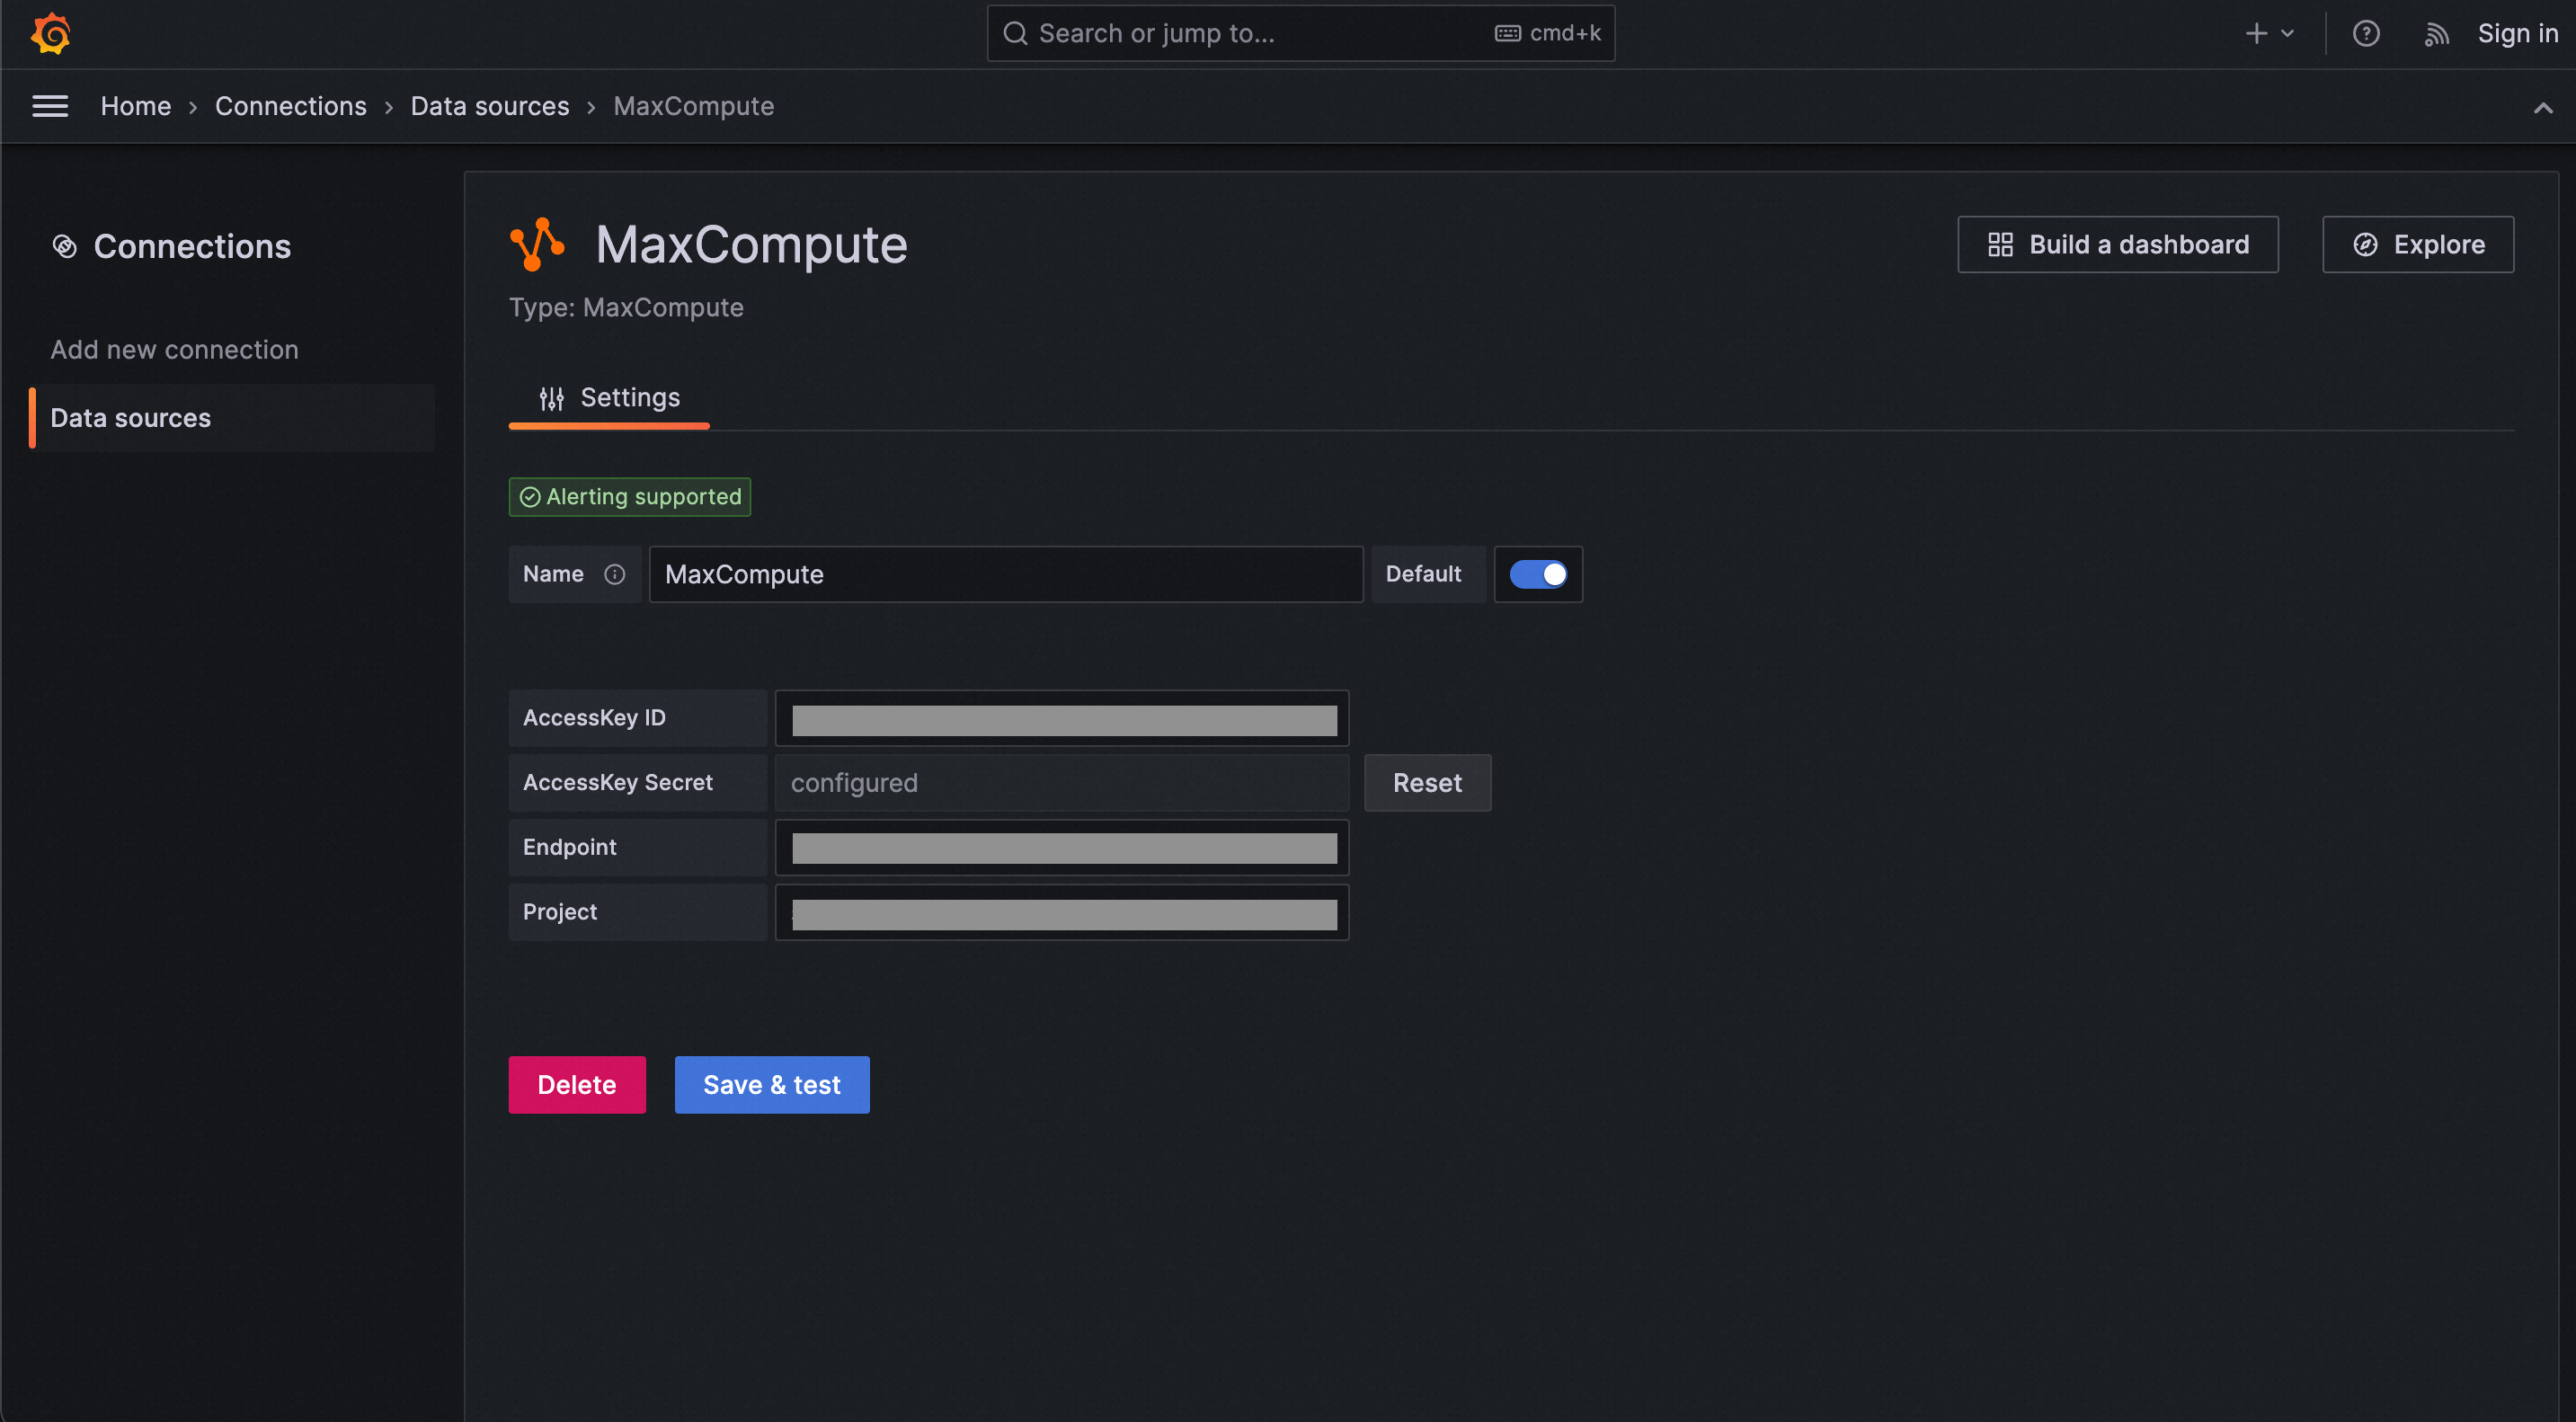 Search or jump to... cmd+k Sign in
Home Connections Data sources MaxCompute
Connections
Add new connection
Data sources
MaxCompute
Build a dashboard Explore
Type: MaxCompute
Settings
Alerting supported
Name MaxCompute Default
AccessKey ID
AccessKey Secret configured Reset
Endpoint
Project
Delete Save & test